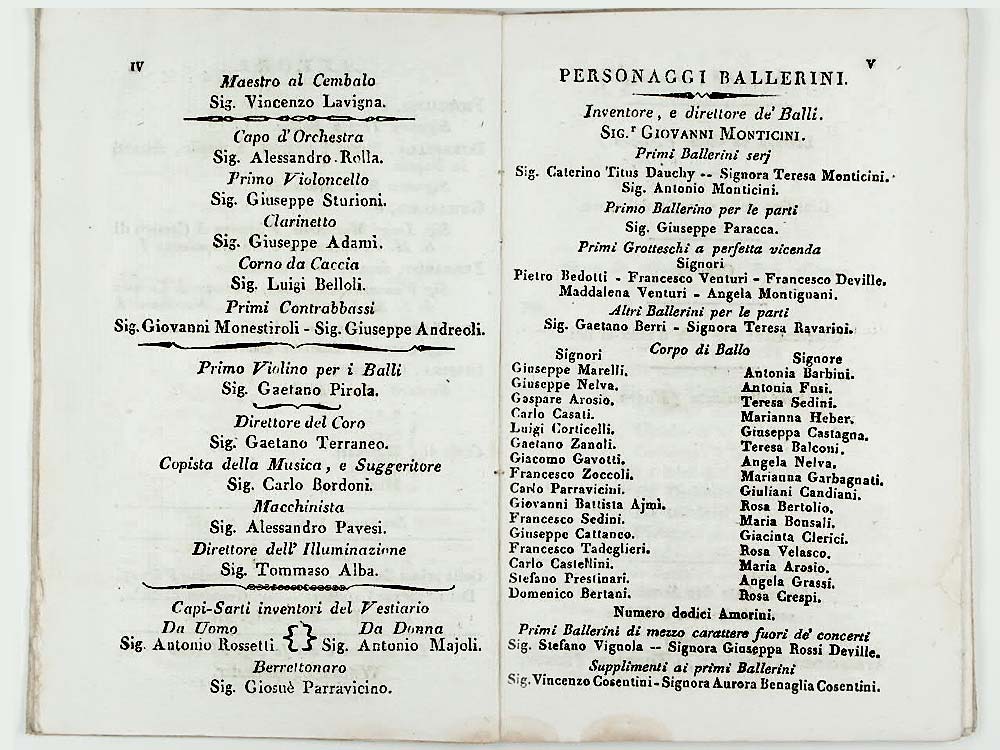 IV
Maestro al Cembalo
Sig. Vincenzo Lavigna.
Capo d'Orchestra
Sig. Alessandro Rolla.
Primo Violoncello
Sig. Giuseppe Sturioni.
Clarinetto
Sig. Giuseppe Adami.
Corno da Caccia
Sig. Luigi Belloli.
Primi Contrabbassi
Sig. Giovanni Monestiroli - Sig. Giuseppe Andreoli.
Primo Violino per i Balli
Sig. Gaetano Pirola.
Direttore del Coro
Sig. Gaetano Terraneo.
Copista della Musica, e Suggeritore
Sig. Carlo Bordoni.
Macchinista
Sig. Alessandro Pavesi.
Direttore dell' Illuminazione
Sig. Tommaso Alba.
Capi-Sarti inventori del Vestiario
Da Uomo Da Donna
Sig. Antonio Rossetti Sig. Antonio Majoli.
Berrettonaro
Sig. Giosuè Parravicino.
V
PERSONAGGI BALLERINI.
Inventore, e direttore de' Balli.
SIG.r GIOVANNI MONTICINI.
Primi Ballerini serj
Sig. Caterino Titus Dauchy -- Signora Teresa Monticini.
Sig. Antonio Monticini.
Primo Ballerino per le parti
Sig. Giuseppe Paracca.
Primi Grotteschi a perfetta vicenda
Signori
Pietro Bedotti - Francesco Venturi - Francesco Deville.
Maddalena Venturi - Angela Montignani.
Altri Ballerini per le parti
Sig. Gaetano Berri - Signora Teresa Ravarini.
Corpo di Ballo
Signori
Giuseppe Marelli.
Giuseppe Nelva.
Gaspare Arosio.
Carlo Casati.
Luigi Corticelli.
Gaetano Zanoli.
Giacomo Gavotti.
Francesco Zoccoli.
Carlo Parravicini.
Giovanni Battista Ajmi.
Francesco Sedini.
Giuseppe Cattaneo.
Francesco Tadeglieri.
Carlo Castellini.
Stefano Prestinari.
Domenico Bertani.
Signore
Antonia Barbini.
Antonia Fusi.
Teresa Sedini.
Marianna Heber.
Giuseppa Castagna.
Teresa Balconi.
Angela Nelva.
Marianna Garbagnati.
Giuliani Candiani.
Rosa Bertolio.
Maria Bonsali.
Giacinta Clerici.
Rosa Velasco.
Maria Arosio.
Angela Grassi.
Rosa Crespi.
Numero dodici Amorini.
Primi Ballerini di mezzo carattere fuori de' concerti
Sig. Stefano Vignola -- Signora Giuseppa Rossi Deville.
Supplimenti ai primi Ballerini
Sig. Vincenzo Cosentini - Signora Aurora Benaglia Cosentini.